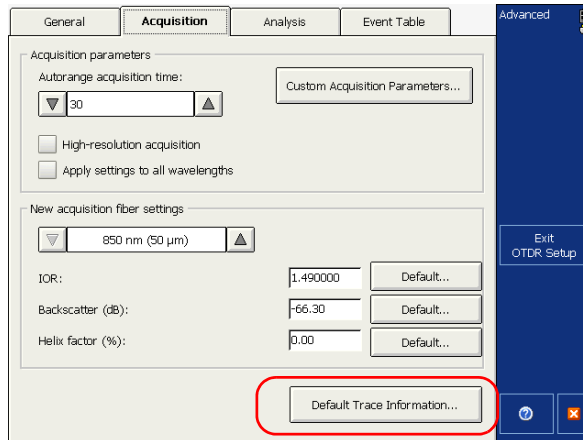 General Acquisition Analysis Event Table
Advanced
Acquisition parameters
Autorange acquisition time:
30
Custom Acquisition Parameters...
High-resolution acquisition
Apply settings to all wavelengths
New acquisition fiber settings
850 nm (50 µm)
IOR: 1.490000 Default...
Backscatter (dB): -66.30 Default...
Helix factor (%): 0.00 Default...
Default Trace Information...
Exit
OTDR Setup